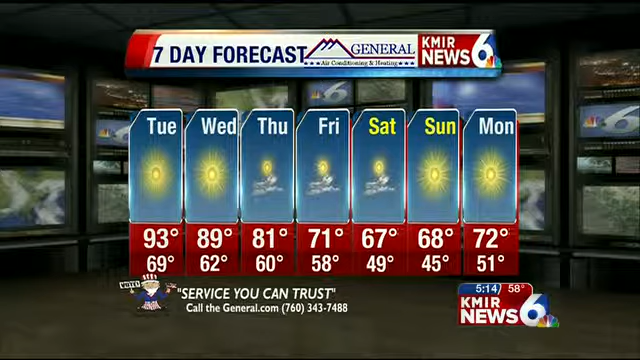 7 DAY FORECAST
GENERAL
Air Conditioning & Heating
KMIR
NEWS 6
Tue Wed Thu Fri Sat Sun Mon
93° 89° 81° 71° 67° 68° 72°
69° 62° 60° 58° 49° 45° 51°
VOTE!
"SERVICE YOU CAN TRUST"
Call the General.com (760) 343-7488
5:14 58°
KMIR
NEWS 6